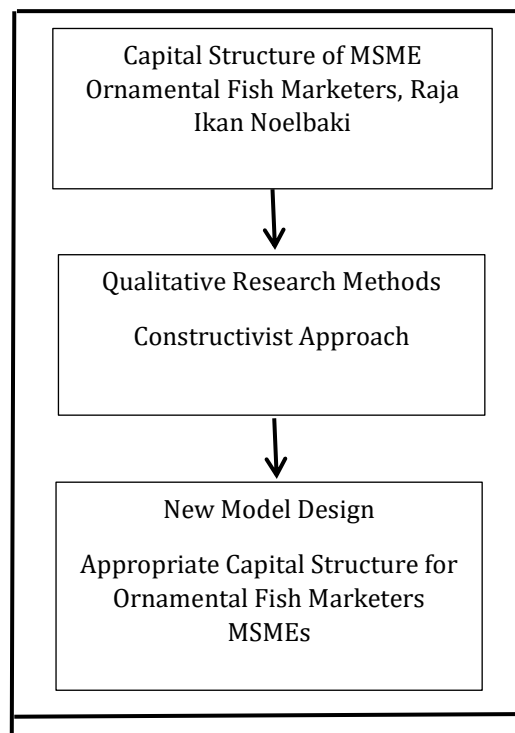 Capital Structure of MSME
Ornamental Fish Marketers, Raja
Ikan Noelbaki
Qualitative Research Methods
Constructivist Approach
New Model Design
Appropriate Capital Structure for
Ornamental Fish Marketers
MSMEs